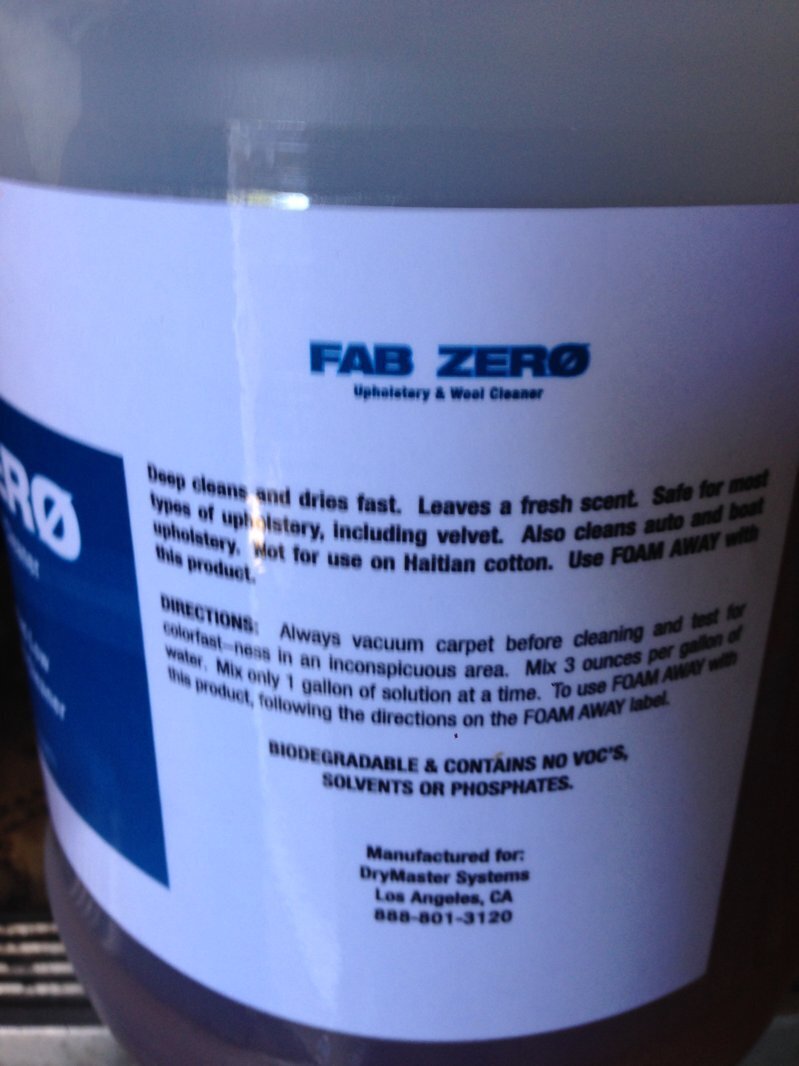 FAB ZERØ
Upholstery & Wool Cleaner
Deep cleans and dries fast. Leaves a fresh scent. Safe for most
types of upholstery, including velvet. Also cleans auto and boat
upholstery. Not for use on Haitian cotton. Use FOAM AWAY with
this product.
DIRECTIONS: Always vacuum carpet before cleaning and test for
colorfast-ness in an inconspicuous area. Mix 3 ounces per gallon of
water. Mix only 1 gallon of solution at a time. To use FOAM AWAY with
this product, following the directions on the FOAM AWAY label.
BIODEGRADABLE & CONTAINS NO VOC'S,
SOLVENTS OR PHOSPHATES.
Manufactured for:
DryMaster Systems
Los Angeles, CA
888-801-3120
ERØ